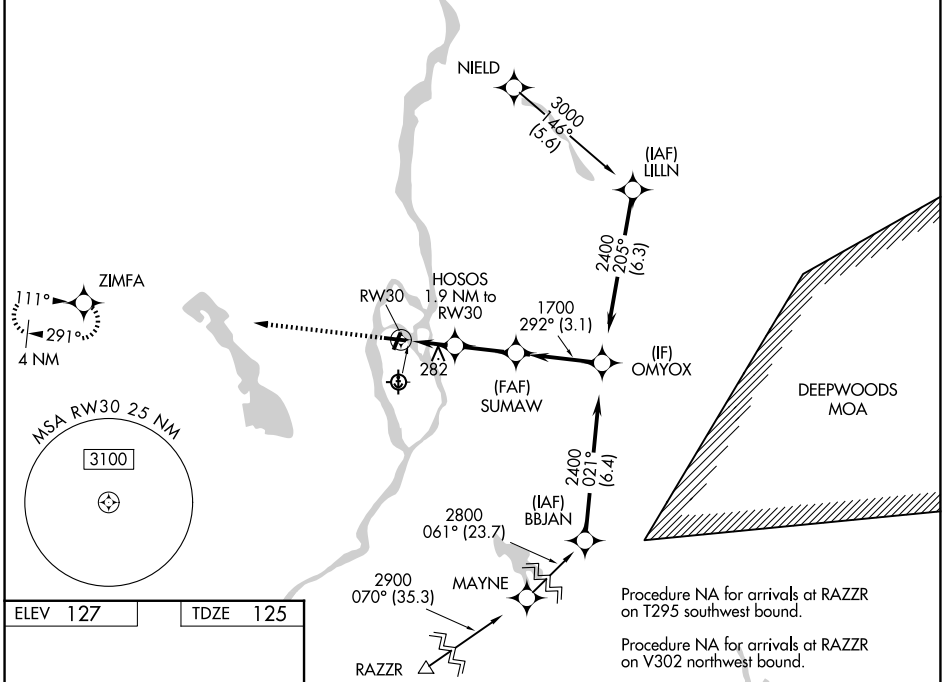 NIELD
3000
146°
(5.6)
(IAF)
LILLN
2400
205°
(6.3)
ZIMFA
111°
291°
4 NM
HOSOS
1.9 NM to
RW30
RW30
1700
292° (3.1)
282
(FAF)
SUMAW
(IF)
OMYOX
DEEPWOODS
MOA
MSA RW30 25 NM
3100
2400
021°
(6.4)
(IAF)
BBJAN
2800
061° (23.7)
MAYNE
2900
070° (35.3)
RAZZR
Procedure NA for arrivals at RAZZR
on T295 southwest bound.
Procedure NA for arrivals at RAZZR
on V302 northwest bound.
ELEV 127
TDZE 125